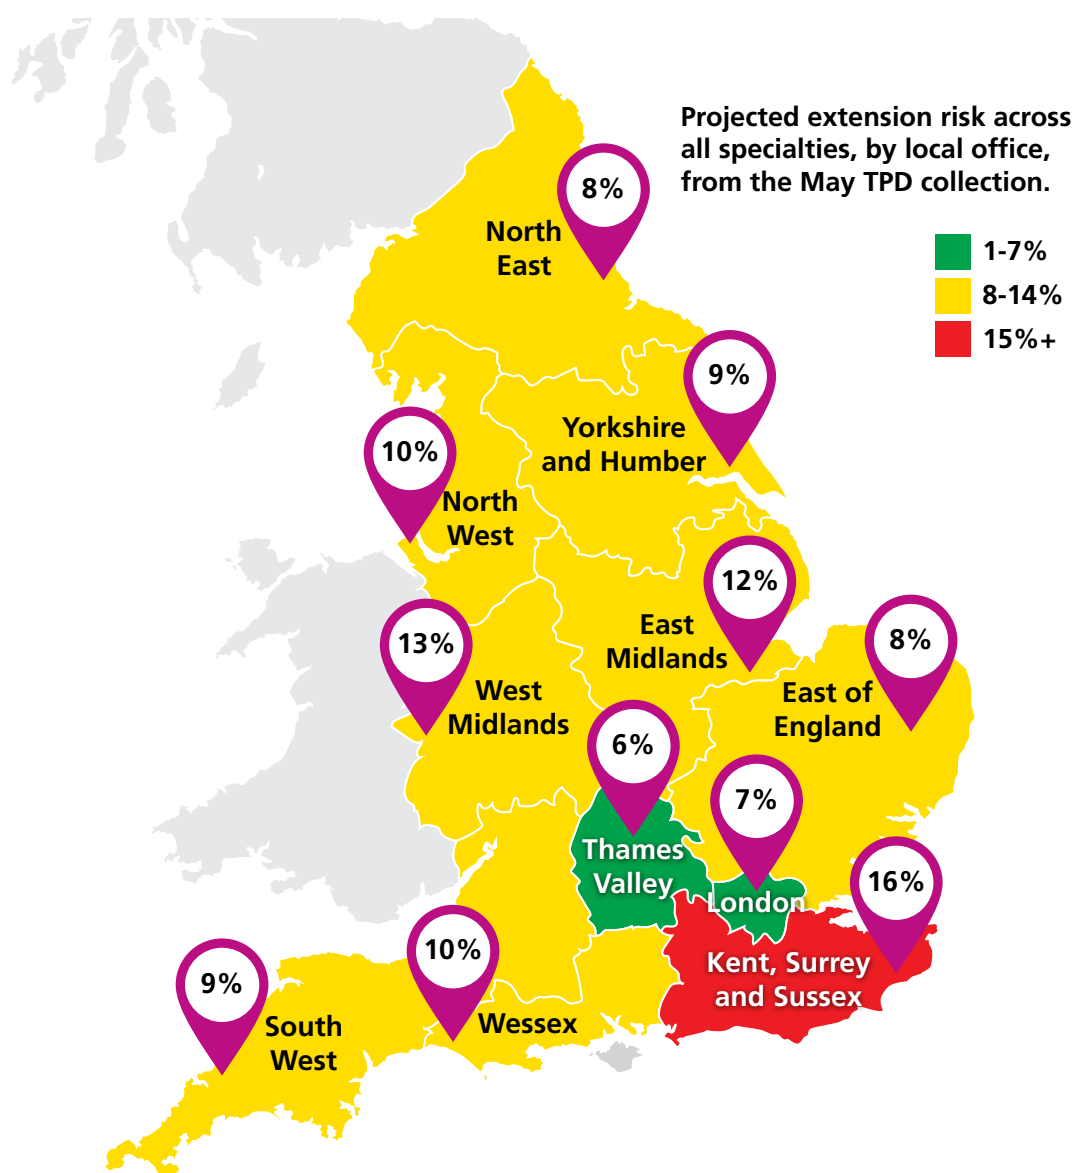 Projected extension risk across
all specialties, by local office,
from the May TPD collection.
1-7%
8-14%
15%+
8%
North
East
9%
Yorkshire
and Humber
10%
North
West
12%
East
Midlands
13%
West
Midlands
8%
East of
England
6%
Thames
Valley
7%
London
16%
Kent, Surrey
and Sussex
10%
Wessex
9%
South
West